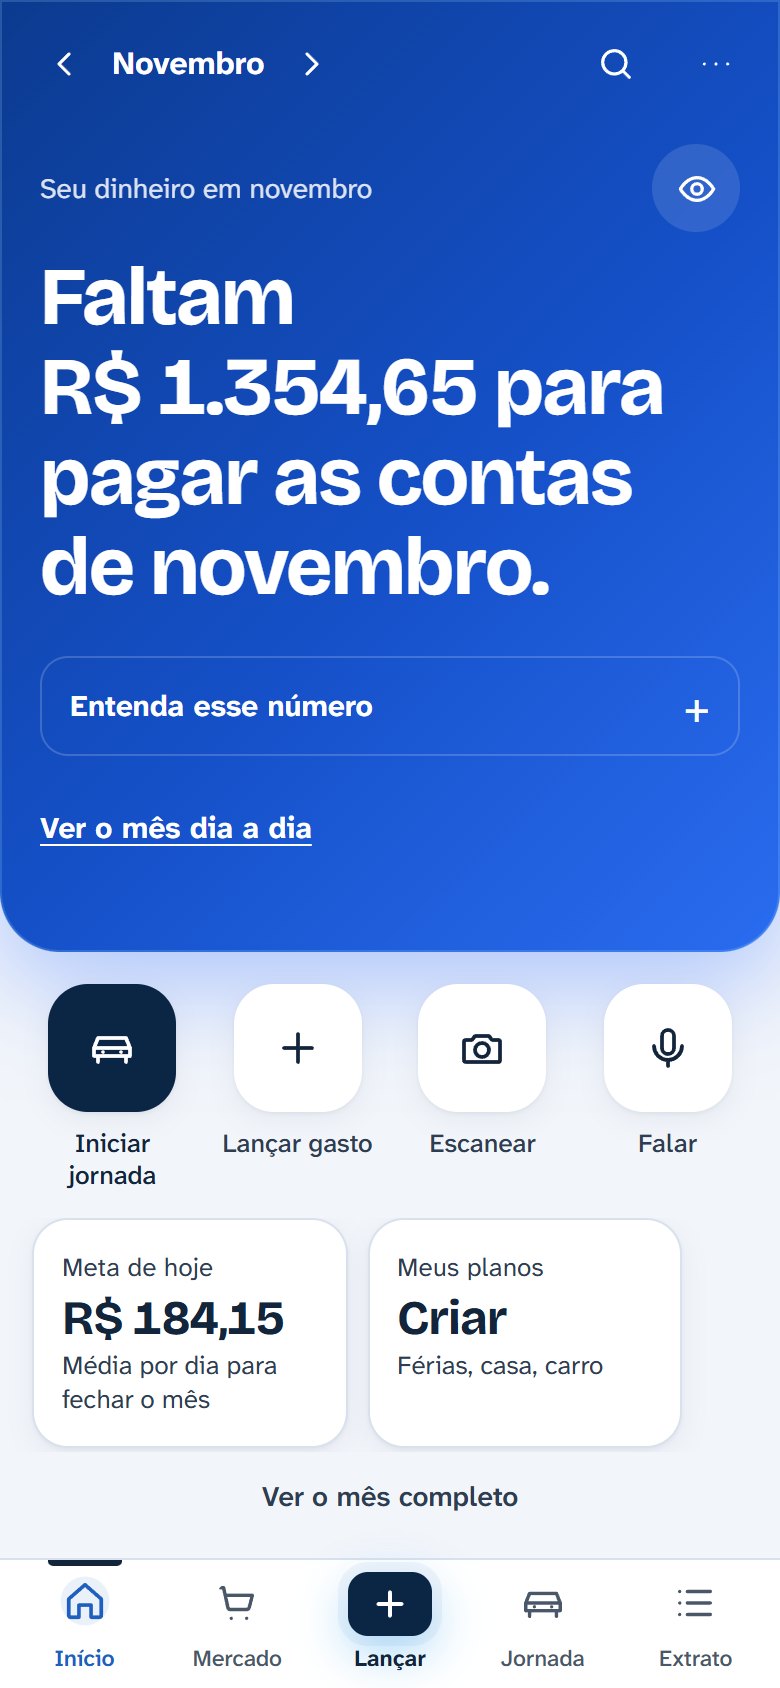 Novembro
Seu dinheiro em novembro
Faltam
R$ 1.354,65 para
pagar as contas
de novembro.
Entenda esse número
Ver o mês dia a dia
Iniciar
jornada
Lançar gasto
Escanear
Falar
Meta de hoje
R$ 184,15
Média por dia para
fechar o mês
Meus planos
Criar
Férias, casa, carro
Ver o mês completo
Início
Mercado
Lançar
Jornada
Extrato